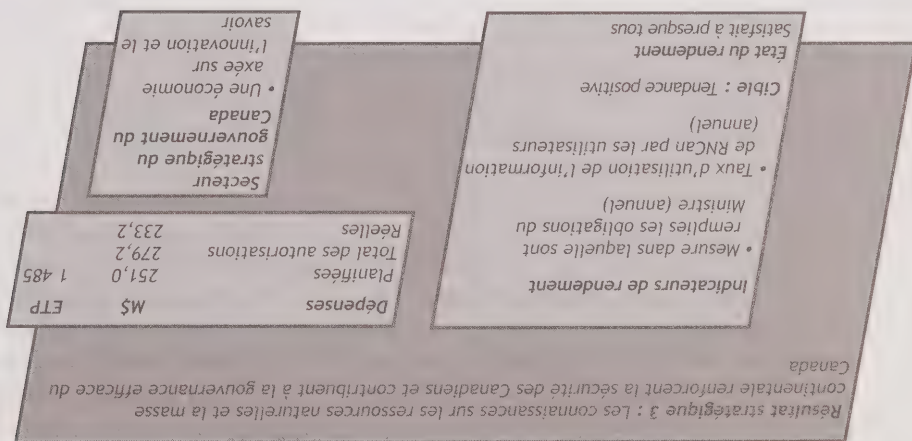 Résultat stratégique 3 : Les connaissances sur les ressources naturelles et la masse
continentale renforcent la sécurité des Canadiens et contribuent à la gouvernance efficace du
Canada
Indicateurs de rendement
• Mesure dans laquelle sont
remplies les obligations du
Ministre (annuel)
• Taux d'utilisation de l'information
de RNCan par les utilisateurs
(annuel)
Cible : Tendance positive
État du rendement
Satisfait à presque tous
Dépenses M$ ETP
Planifiées 251,0 1 485
Total des autorisations 279,2
Réelles 233,2
Secteur
stratégique du
gouvernement du
Canada
• Une économie
axée sur
l'innovation et le
savoir